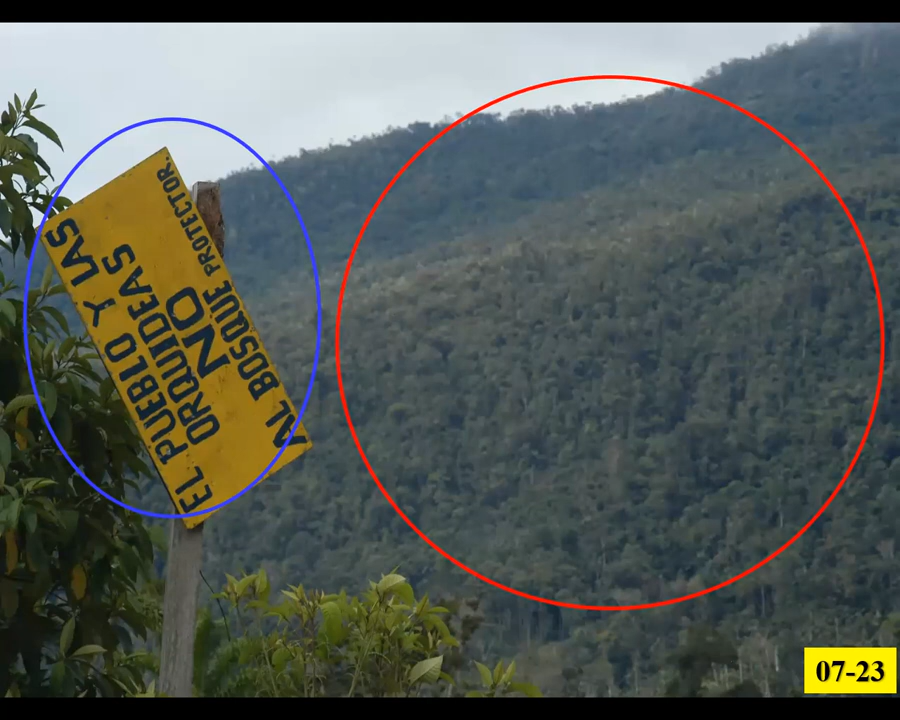 EL PUEBLO Y LAS
ORQUIDEAS
NO
AL BOSQUE PROTECTOR
07-23